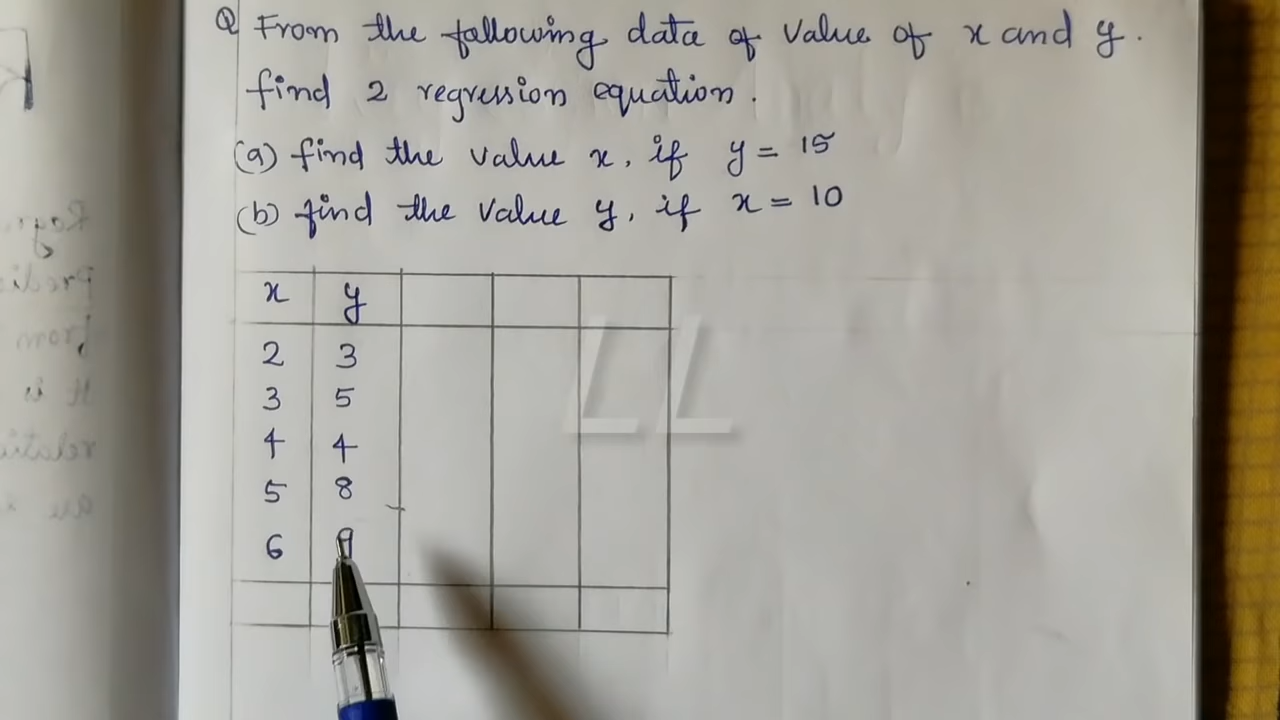 Q From the following data of value of x and y.
find 2 regression equation.
(a) find the value x, if y = 15
(b) find the value y, if x = 10
x y
2 3
3 5
4 4
5 8
6 9
LL